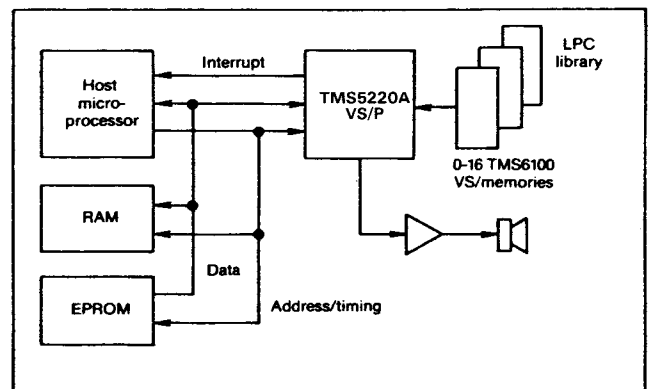 Interrupt
Host
micro-
processor
TMS5220A
VS/P
LPC
library
0-16 TMS6100
VS/memories
RAM
Data
EPROM
Address/timing